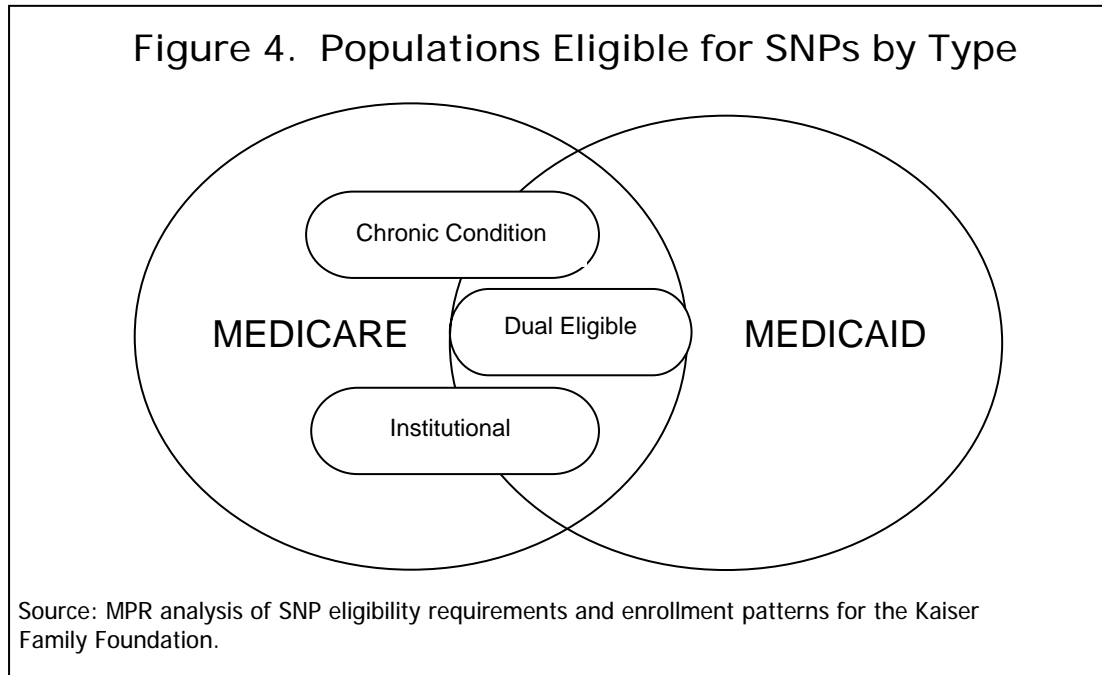 Figure 4. Populations Eligible for SNPs by Type
Chronic Condition
MEDICARE
Dual Eligible
MEDICAID
Institutional
Source: MPR analysis of SNP eligibility requirements and enrollment patterns for the Kaiser
Family Foundation.